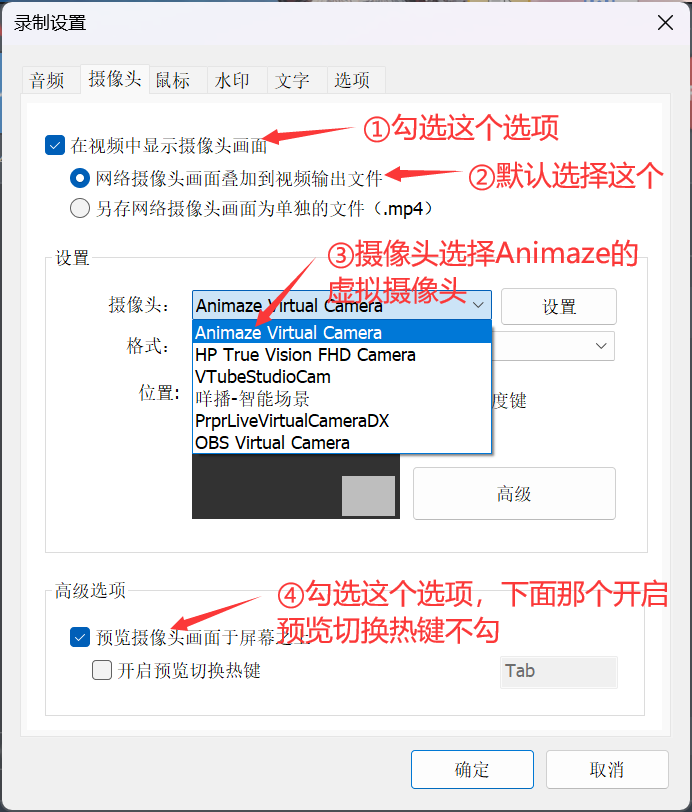 录制设置
音频 摄像头 鼠标 水印 文字 选项
在视频中显示摄像头画面
①勾选这个选项
网络摄像头画面叠加到视频输出文件
②默认选择这个
另存网络摄像头画面为单独的文件（.mp4）
设置
③摄像头选择Animaze的
虚拟摄像头
摄像头： Animaze Virtual Camera 设置
Animaze Virtual Camera
格式：
HP True Vision FHD Camera
VTubeStudioCam
位置： 咩播-智能场景 度键
PrprLiveVirtualCameraDX
OBS Virtual Camera
高级
高级选项
④勾选这个选项，下面那个开启
预览切换热键不勾
预览摄像头画面于屏幕之上
开启预览切换热键 Tab
确定 取消